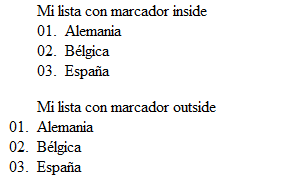 Mi lista con marcador inside
01. Alemania
02. Bélgica
03. España
Mi lista con marcador outside
01. Alemania
02. Bélgica
03. España